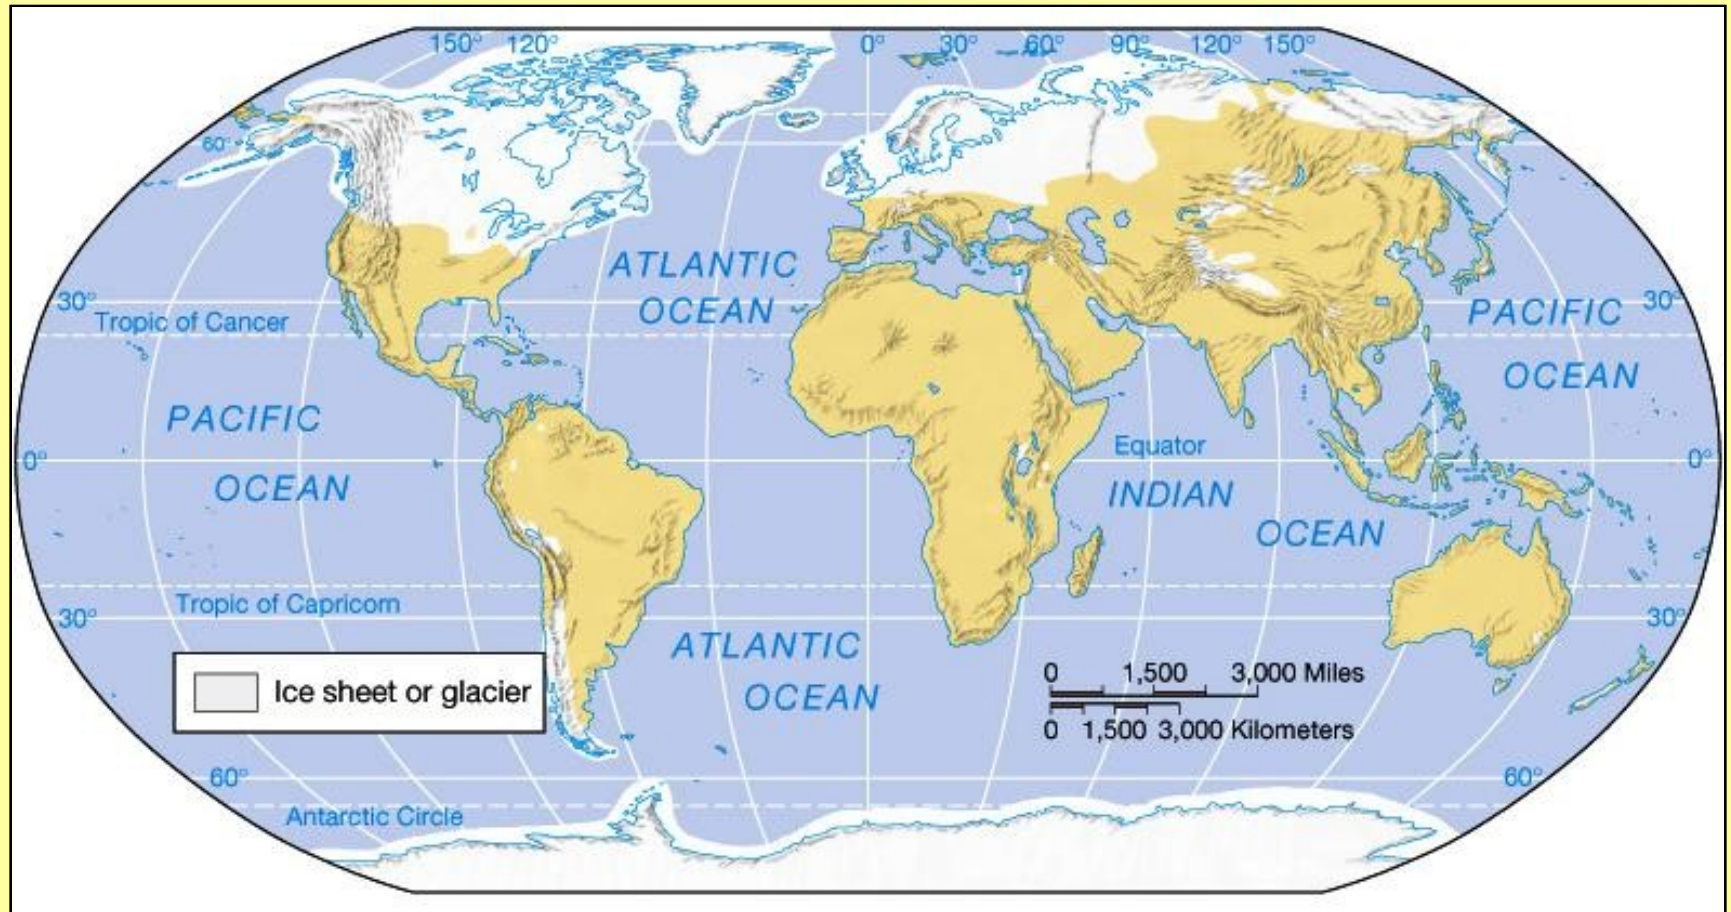 150° 120° 0° 30° 60° 90° 120° 150°
60°
ATLANTIC
OCEAN
30° 30°
Tropic of Cancer
PACIFIC
OCEAN
PACIFIC
OCEAN
Equator
0° 0°
INDIAN
OCEAN
Tropic of Capricorn
30° 30°
ATLANTIC
OCEAN
Ice sheet or glacier
0 1,500 3,000 Miles
0 1,500 3,000 Kilometers
60° 60°
Antarctic Circle